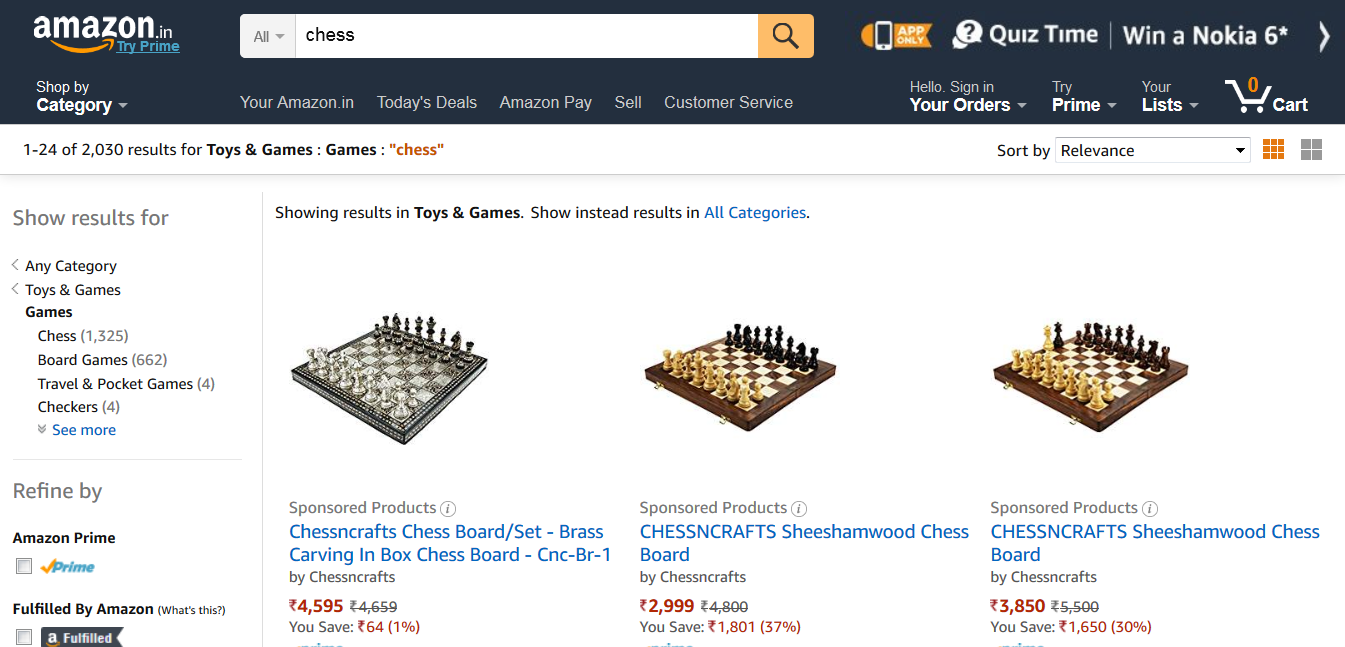 amazon.in
Try Prime
All
chess
APP ONLY
Quiz Time
Win a Nokia 6*
Shop by
Category
Your Amazon.in
Today's Deals
Amazon Pay
Sell
Customer Service
Hello. Sign in
Your Orders
Try
Prime
Your
Lists
0
Cart
1-24 of 2,030 results for Toys & Games : Games : "chess"
Sort by Relevance
Show results for
Any Category
Toys & Games
Games
Chess (1,325)
Board Games (662)
Travel & Pocket Games (4)
Checkers (4)
See more
Refine by
Amazon Prime
Prime
Fulfilled By Amazon (What's this?)
a Fulfilled
Showing results in Toys & Games. Show instead results in All Categories.
Sponsored Products i
Chessncrafts Chess Board/Set - Brass
Carving In Box Chess Board - Cnc-Br-1
by Chessncrafts
₹4,595 ₹4,659
You Save: ₹64 (1%)
prime
Sponsored Products i
CHESSNCRAFTS Sheeshamwood Chess
Board
by Chessncrafts
₹2,999 ₹4,800
You Save: ₹1,801 (37%)
prime
Sponsored Products i
CHESSNCRAFTS Sheeshamwood Chess
Board
by Chessncrafts
₹3,850 ₹5,500
You Save: ₹1,650 (30%)
prime